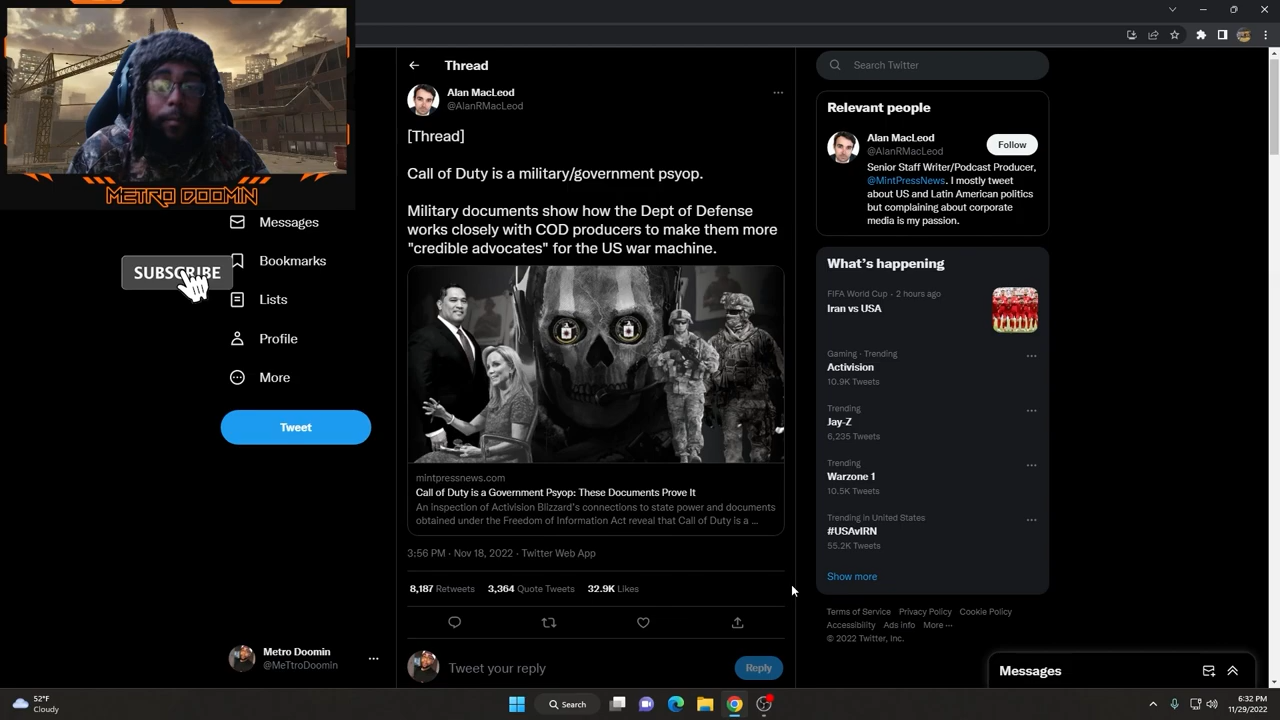 METRO DOOMIN
SUBSCRIBE
Messages
Bookmarks
Lists
Profile
More
Tweet
Metro Doomin
@MeTtroDoomin
Thread
Alan MacLeod
@AlanRMacLeod
[Thread]
Call of Duty is a military/government psyop.
Military documents show how the Dept of Defense
works closely with COD producers to make them more
"credible advocates" for the US war machine.
mintpressnews.com
Call of Duty is a Government Psyop: These Documents Prove It
An inspection of Activision Blizzard's connections to state power and documents
obtained under the Freedom of Information Act reveal that Call of Duty is a ...
3:56 PM · Nov 18, 2022 · Twitter Web App
8,187 Retweets 3,364 Quote Tweets 32.9K Likes
Tweet your reply
Reply
Search Twitter
Relevant people
Alan MacLeod
@AlanRMacLeod
Follow
Senior Staff Writer/Podcast Producer,
@MintPressNews. I mostly tweet
about US and Latin American politics
but complaining about corporate
media is my passion.
What's happening
FIFA World Cup · 2 hours ago
Iran vs USA
Gaming · Trending
Activision
10.9K Tweets
Trending
Jay-Z
6,235 Tweets
Trending
Warzone 1
10.5K Tweets
Trending in United States
#USAvIRN
55.2K Tweets
Show more
Terms of Service Privacy Policy Cookie Policy
Accessibility Ads info More ···
© 2022 Twitter, Inc.
Messages
52°F
Cloudy
Search
6:32 PM
11/29/2022